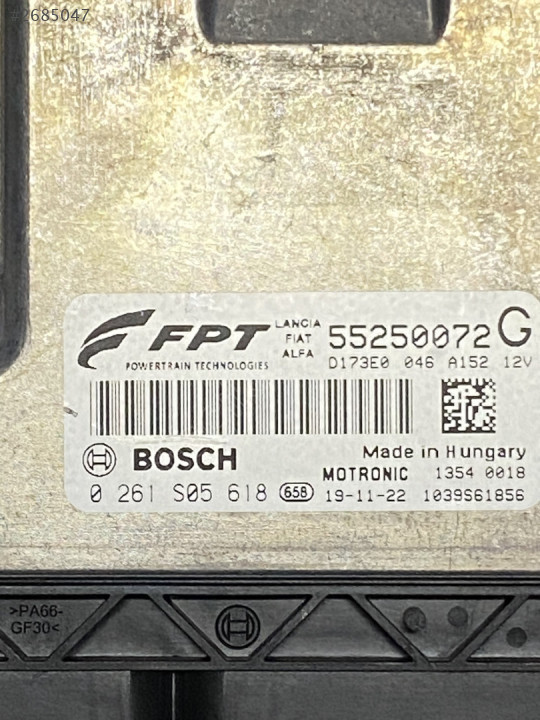 2685047
FPT
POWERTRAIN TECHNOLOGIES
LANCIA
FIAT
ALFA
55250072 G
D173E0 046 A152 12V
BOSCH
Made in Hungary
MOTRONIC 1354 0018
0 261 S05 618 658 19-11-22 1039S61856
>PA66-
GF30<